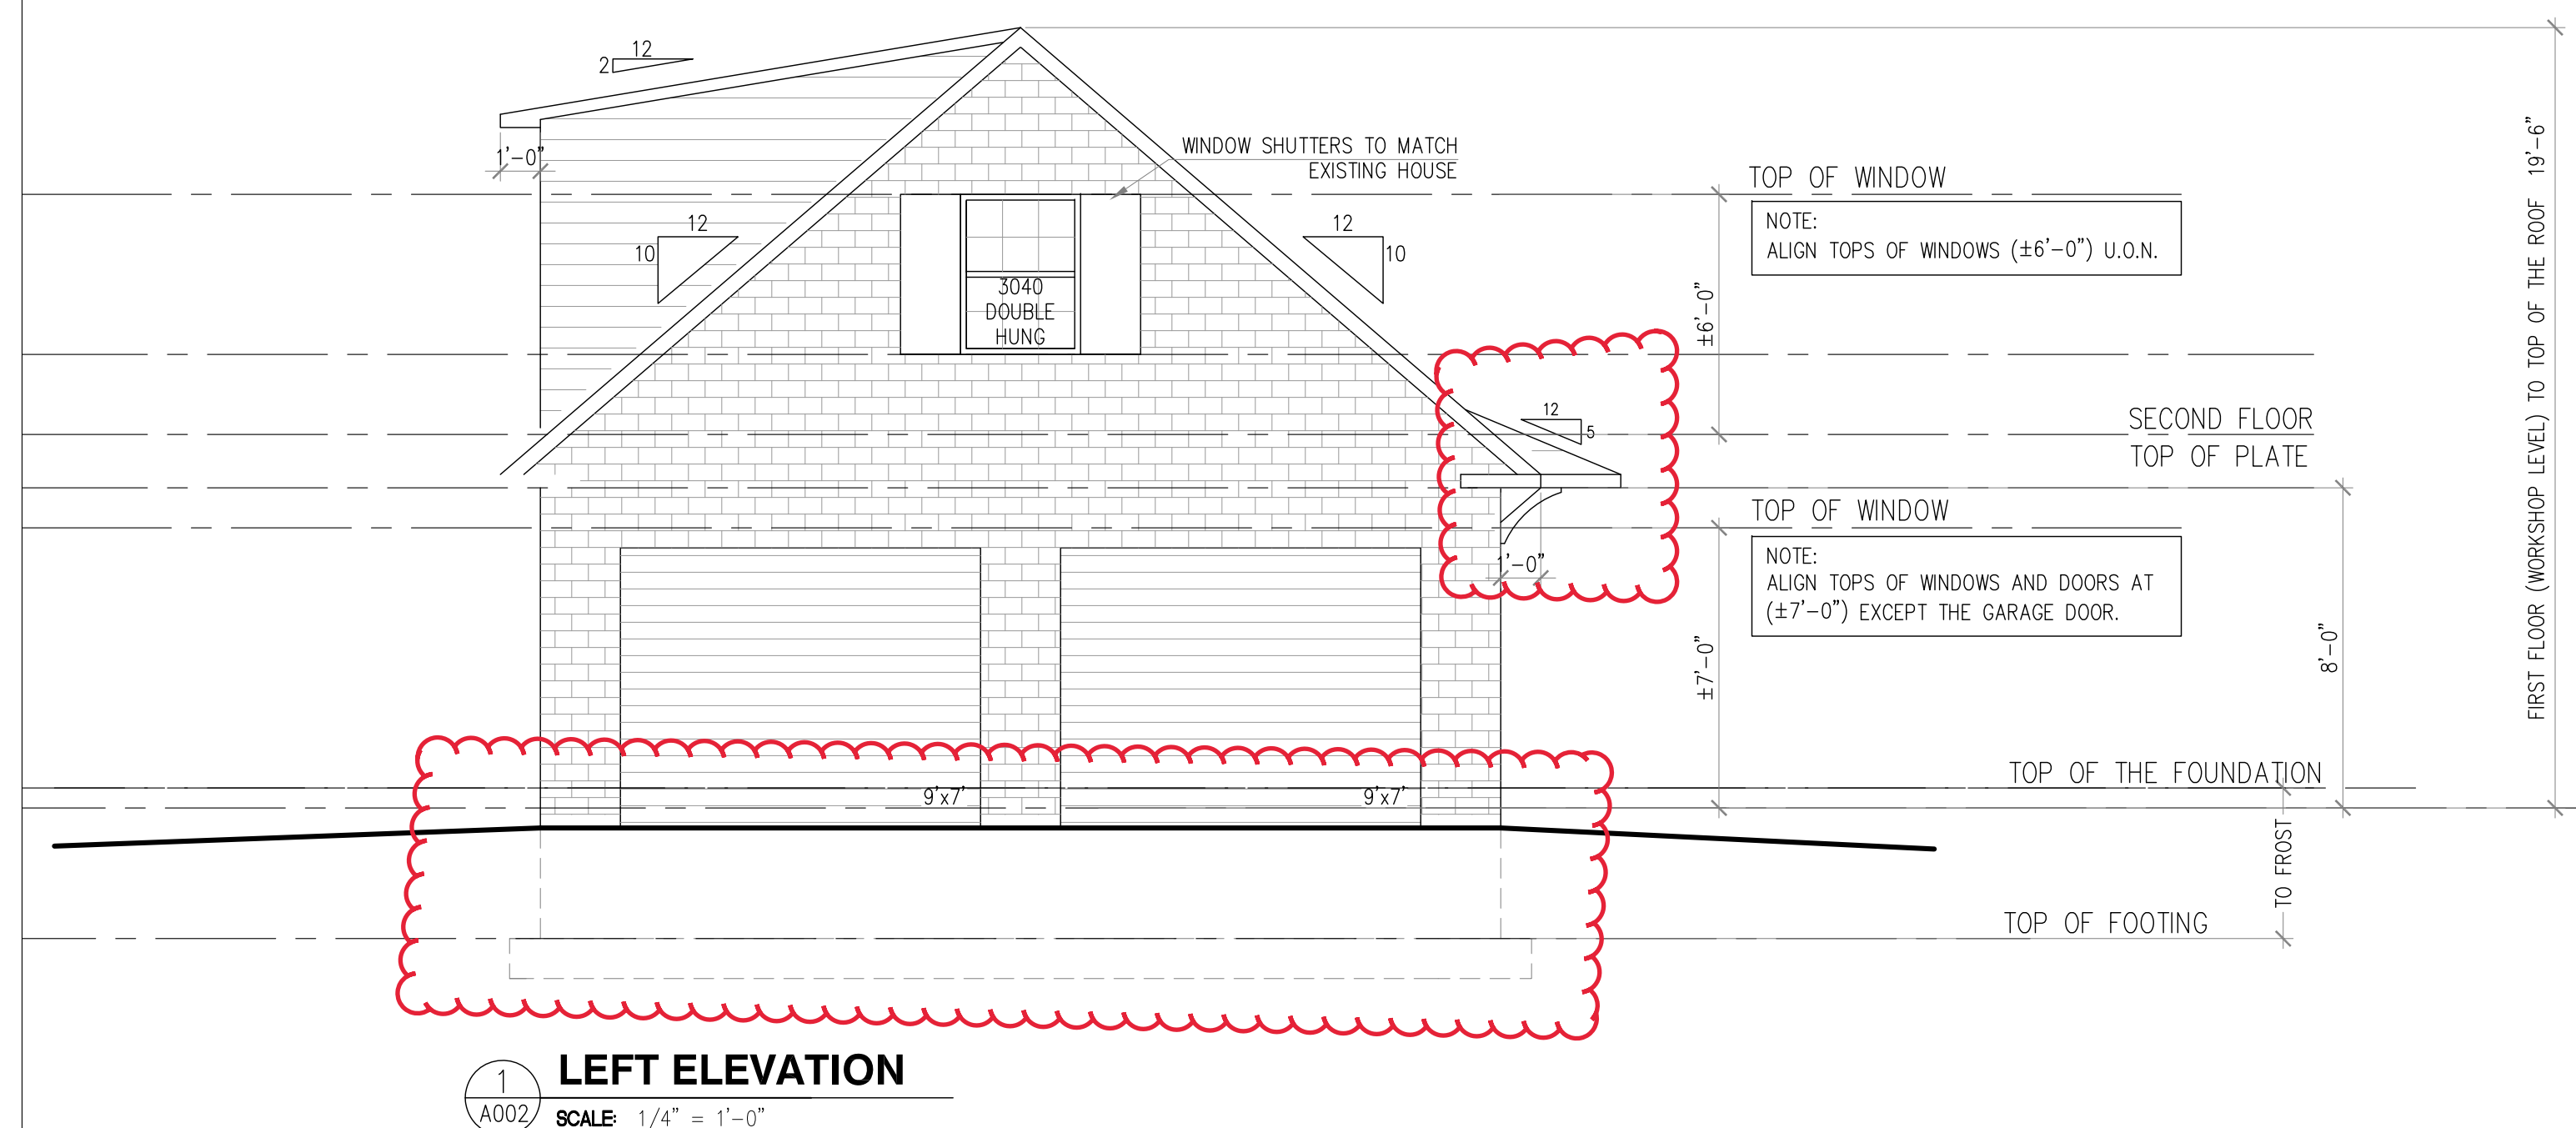 12
2
1'-0"
WINDOW SHUTTERS TO MATCH
EXISTING HOUSE
12
10
12
10
3040
DOUBLE
HUNG
TOP OF WINDOW
NOTE:
ALIGN TOPS OF WINDOWS (±6'-0") U.O.N.
±6'-0"
12
5
SECOND FLOOR
TOP OF PLATE
TOP OF WINDOW
NOTE:
ALIGN TOPS OF WINDOWS AND DOORS AT
(±7'-0") EXCEPT THE GARAGE DOOR.
1'-0"
±7'-0"
8'-0"
FIRST FLOOR (WORKSHOP LEVEL) TO TOP OF THE ROOF 19'-6"
9'x7'
9'x7'
TOP OF THE FOUNDATION
TO FROST
TOP OF FOOTING
1
A002
LEFT ELEVATION
SCALE: 1/4" = 1'-0"